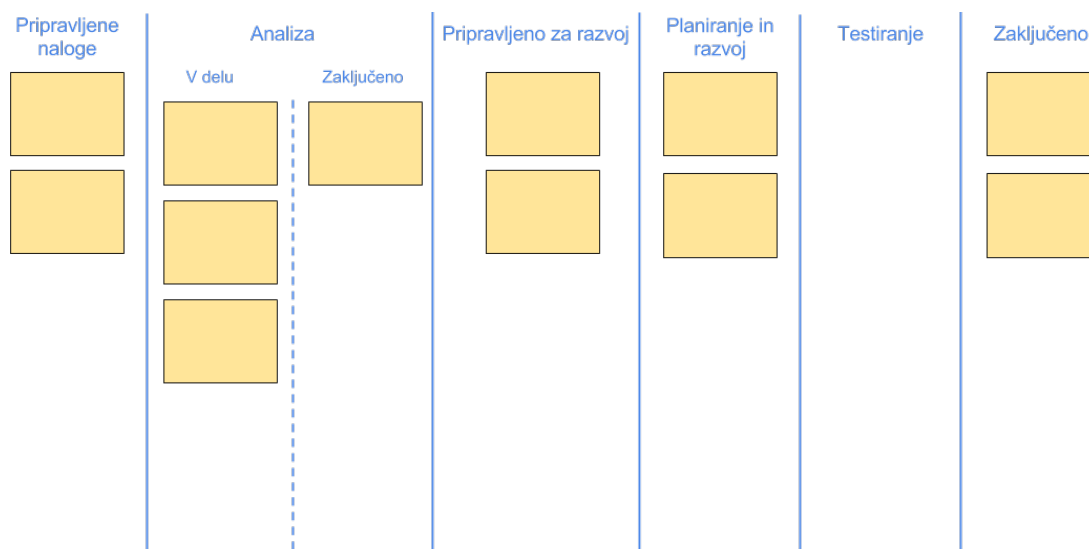 Pripravljene
naloge
Analiza
V delu
Zaključeno
Pripravljeno za razvoj
Planiranje in
razvoj
Testiranje
Zaključeno